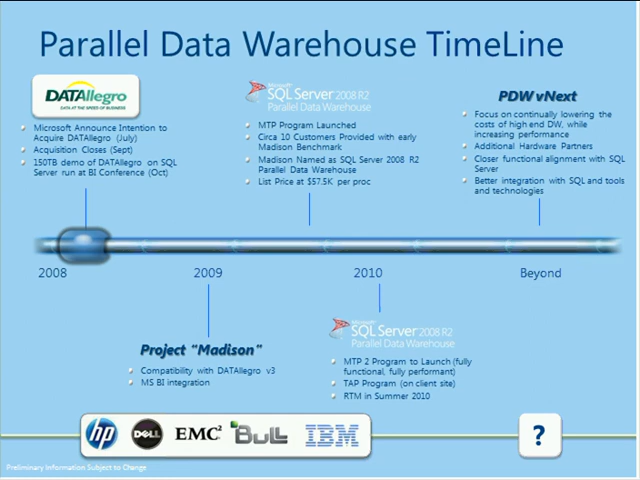 Parallel Data Warehouse TimeLine
DATAllegro
DATA AT THE SPEED OF BUSINESS
Microsoft Announce Intention to
Acquire DATAllegro (July)
Acquisition Closes (Sept)
150TB demo of DATAllegro on SQL
Server run at BI Conference (Oct)
Microsoft
SQL Server 2008 R2
Parallel Data Warehouse
MTP Program Launched
Circa 10 Customers Provided with early
Madison Benchmark
Madison Named as SQL Server 2008 R2
Parallel Data Warehouse
List Price at $57.5K per proc
PDW vNext
Focus on continually lowering the
costs of high end DW, while
increasing performance
Additional Hardware Partners
Closer functional alignment with SQL
Server
Better integration with SQL and tools
and technologies
2008
2009
2010
Beyond
Project "Madison"
Compatibility with DATAllegro v3
MS BI integration
Microsoft
SQL Server 2008 R2
Parallel Data Warehouse
MTP 2 Program to Launch (fully
functional, fully performant)
TAP Program (on client site)
RTM in Summer 2010
hp
DELL
EMC²
Bull
IBM
?
Preliminary Information Subject to Change